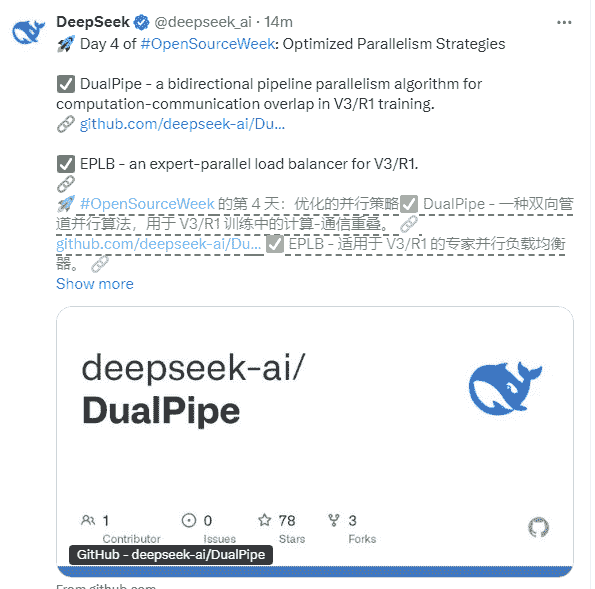 DeepSeek @deepseek_ai · 14m
🚀 Day 4 of #OpenSourceWeek: Optimized Parallelism Strategies
✅ DualPipe - a bidirectional pipeline parallelism algorithm for
computation-communication overlap in V3/R1 training.
🔗 github.com/deepseek-ai/Du...
✅ EPLB - an expert-parallel load balancer for V3/R1.
🔗
🚀 #OpenSourceWeek 的第 4 天：优化的并行策略✅ DualPipe - 一种双向管
道并行算法，用于 V3/R1 训练中的计算-通信重叠。 🔗
github.com/deepseek-ai/Du... ✅ EPLB - 适用于 V3/R1 的专家并行负载均衡
器。 🔗
Show more
deepseek-ai/
DualPipe
1 0 78 3
Contributor Issues Stars Forks
GitHub - deepseek-ai/DualPipe
From github.com